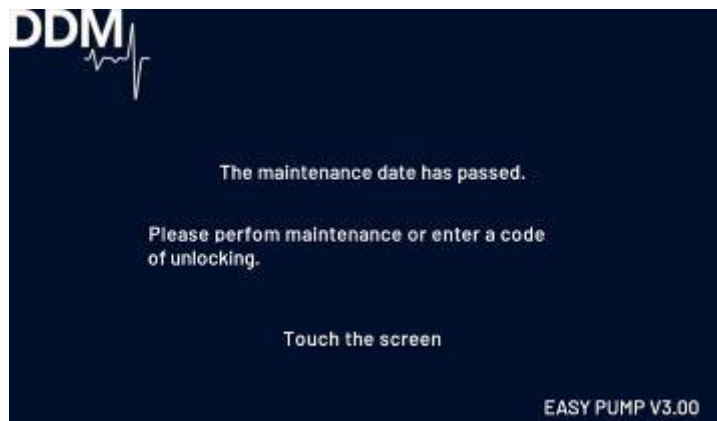 DDM
The maintenance date has passed.
Please perfom maintenance or enter a code
of unlocking.
Touch the screen
EASY PUMP V3.00